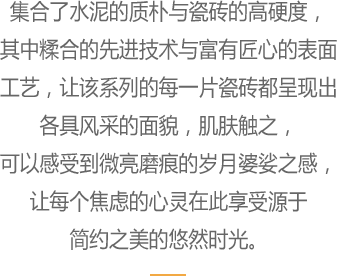 集合了水泥的质朴与瓷砖的高硬度，
其中糅合的先进技术与富有匠心的表面
工艺，让该系列的每一片瓷砖都呈现出
各具风采的面貌，肌肤触之，
可以感受到微亮磨痕的岁月婆娑之感，
让每个焦虑的心灵在此享受源于
简约之美的悠然时光。